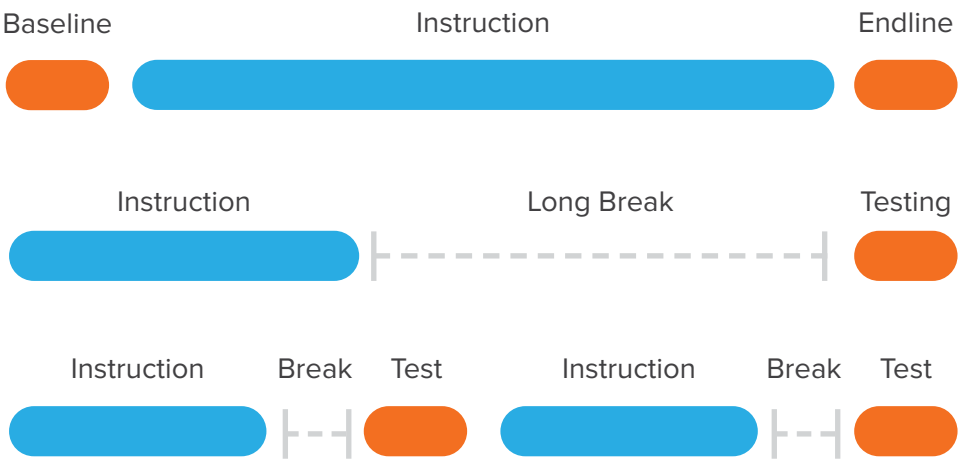 Baseline Instruction Endline
Instruction Long Break Testing
Instruction Break Test Instruction Break Test